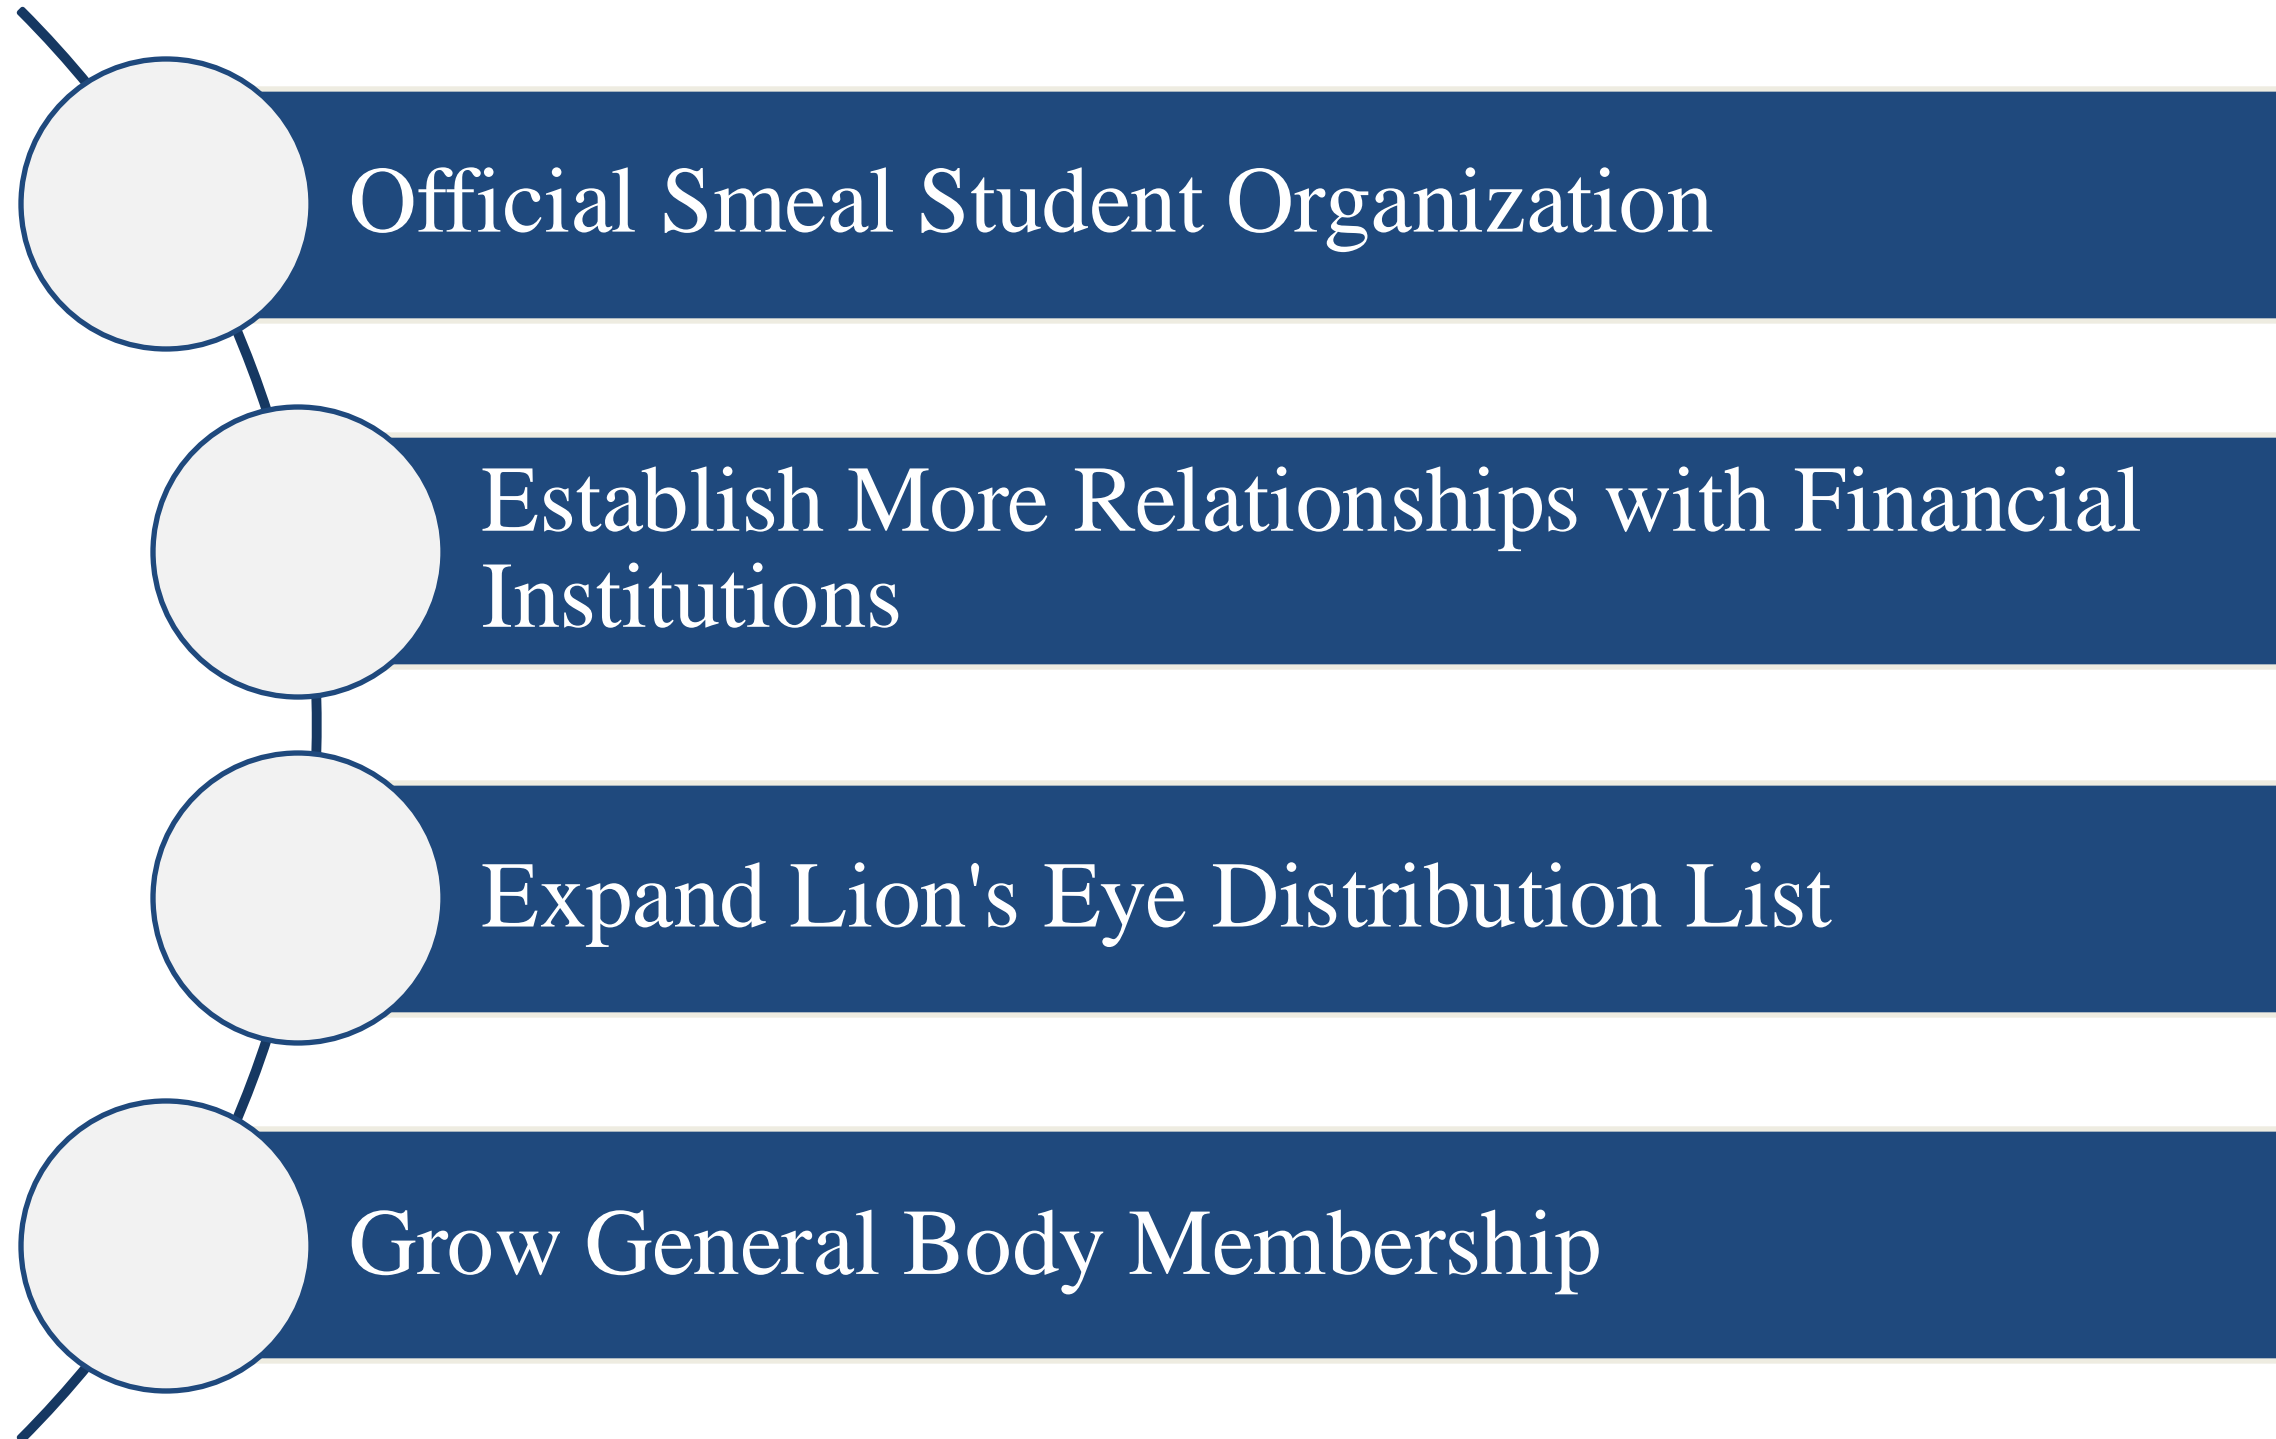 Official Smeal Student Organization
Establish More Relationships with Financial
Institutions
Expand Lion's Eye Distribution List
Grow General Body Membership